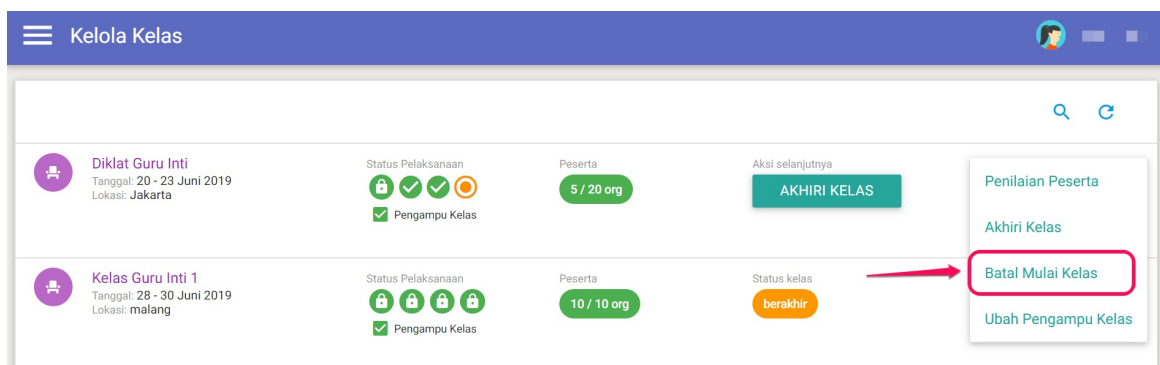 Kelola Kelas
Diklat Guru Inti
Tanggal: 20 - 23 Juni 2019
Lokasi: Jakarta
Status Pelaksanaan
Pengampu Kelas
Peserta
5 / 20 org
Aksi selanjutnya
AKHIRI KELAS
Kelas Guru Inti 1
Tanggal: 28 - 30 Juni 2019
Lokasi: malang
Status Pelaksanaan
Pengampu Kelas
Peserta
10 / 10 org
Status kelas
berakhir
Penilaian Peserta
Akhiri Kelas
Batal Mulai Kelas
Ubah Pengampu Kelas